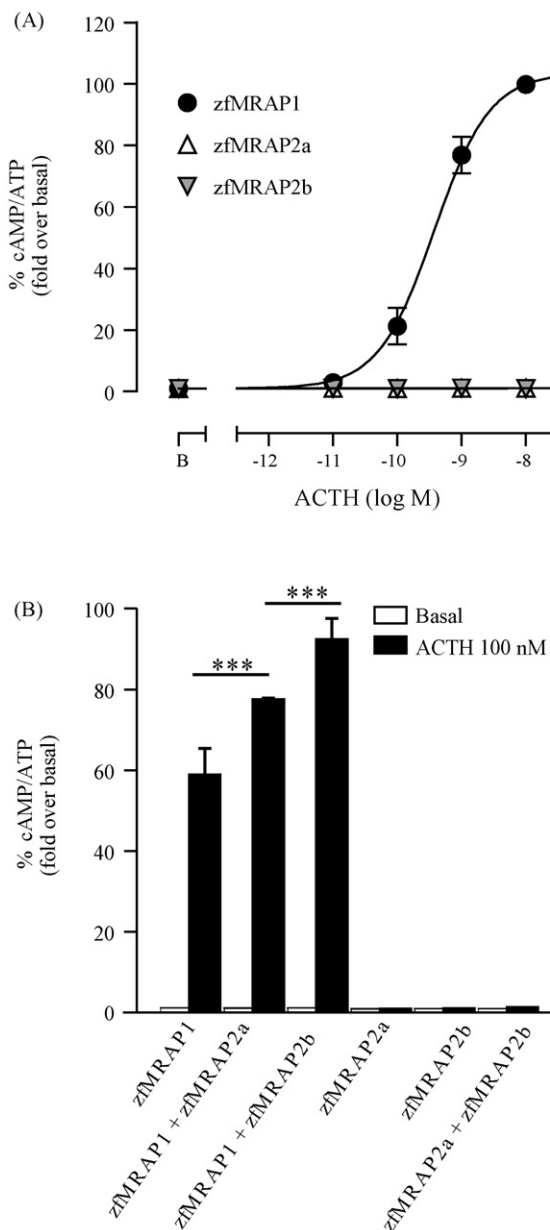 (A)
120
100
80
60
40
20
0
% cAMP/ATP
(fold over basal)
zfMRAP1
zfMRAP2a
zfMRAP2b
B
-12
-11
-10
-9
-8
ACTH (log M)
(B)
100
80
60
40
20
0
% cAMP/ATP
(fold over basal)
***
***
Basal
ACTH 100 nM
zfMRAP1
zfMRAP1 + zfMRAP2a
zfMRAP1 + zfMRAP2b
zfMRAP2a
zfMRAP2b
zfMRAP2a + zfMRAP2b